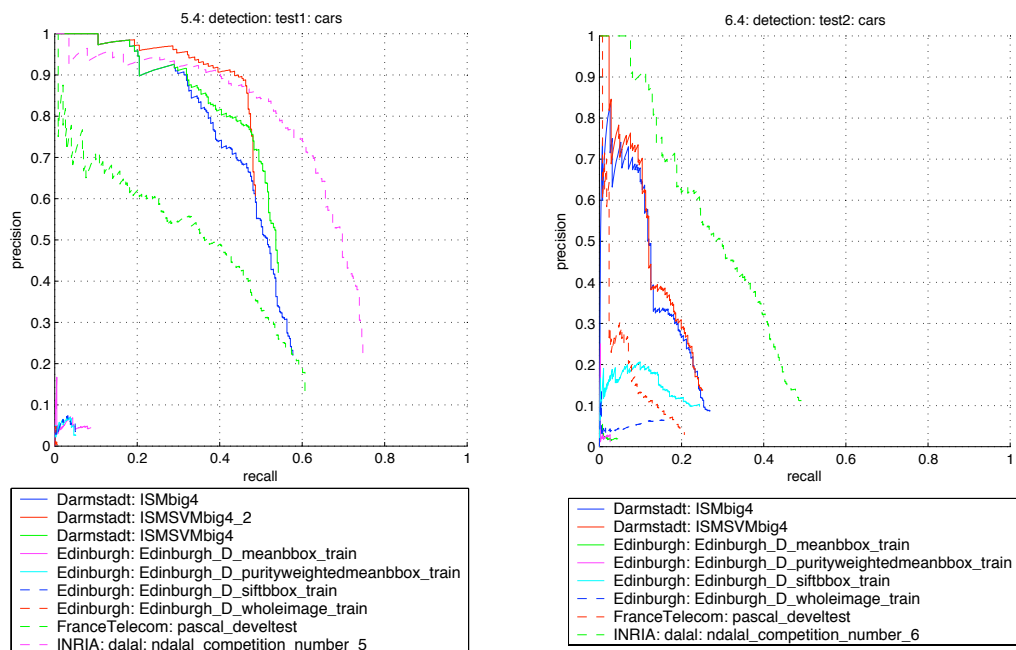 5.4: detection: test1: cars
1
0.9
0.8
0.7
0.6
0.5
0.4
0.3
0.2
0.1
0
precision
0
0.2
0.4
0.6
0.8
1
recall
Darmstadt: ISMbig4
Darmstadt: ISMSVMbig4_2
Darmstadt: ISMSVMbig4
Edinburgh: Edinburgh_D_meanbbox_train
Edinburgh: Edinburgh_D_purityweightedmeanbbox_train
Edinburgh: Edinburgh_D_siftbbox_train
Edinburgh: Edinburgh_D_wholeimage_train
FranceTelecom: pascal_develtest
INRIA: dalal: ndalal_competition_number_5
6.4: detection: test2: cars
1
0.9
0.8
0.7
0.6
0.5
0.4
0.3
0.2
0.1
0
precision
0
0.2
0.4
0.6
0.8
1
recall
Darmstadt: ISMbig4
Darmstadt: ISMSVMbig4
Edinburgh: Edinburgh_D_meanbbox_train
Edinburgh: Edinburgh_D_purityweightedmeanbbox_train
Edinburgh: Edinburgh_D_siftbbox_train
Edinburgh: Edinburgh_D_wholeimage_train
FranceTelecom: pascal_develtest
INRIA: dalal: ndalal_competition_number_6